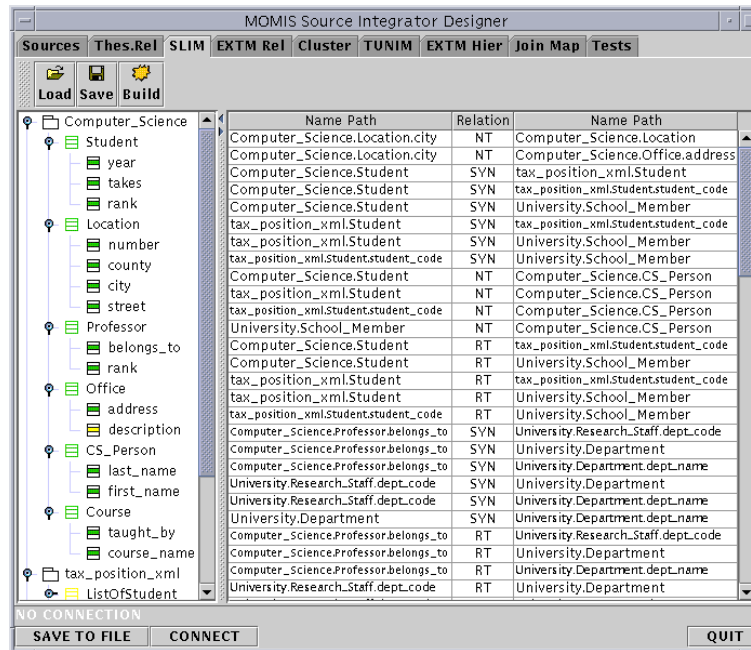 MOMIS Source Integrator Designer
Sources Thes.Rel SLIM EXTM Rel Cluster TUNIM EXTM Hier Join Map Tests
Load Save Build
Computer_Science
Student
year
takes
rank
Location
number
county
city
street
Professor
belongs_to
rank
Office
address
description
CS_Person
last_name
first_name
Course
taught_by
course_name
tax_position_xml
ListOfStudent
Name Path Relation Name Path
Computer_Science.Location.city NT Computer_Science.Location
Computer_Science.Location.city NT Computer_Science.Office.address
Computer_Science.Student SYN tax_position_xml.Student
Computer_Science.Student SYN tax_position_xml.Student.student_code
Computer_Science.Student SYN University.School_Member
tax_position_xml.Student SYN tax_position_xml.Student.student_code
tax_position_xml.Student SYN University.School_Member
tax_position_xml.Student.student_code SYN University.School_Member
Computer_Science.Student NT Computer_Science.CS_Person
tax_position_xml.Student NT Computer_Science.CS_Person
tax_position_xml.Student.student_code NT Computer_Science.CS_Person
University.School_Member NT Computer_Science.CS_Person
Computer_Science.Student RT tax_position_xml.Student.student_code
Computer_Science.Student RT University.School_Member
tax_position_xml.Student RT tax_position_xml.Student.student_code
tax_position_xml.Student RT University.School_Member
tax_position_xml.Student.student_code RT University.School_Member
Computer_Science.Professor.belongs_to SYN University.Research_Staff.dept_code
Computer_Science.Professor.belongs_to SYN University.Department
Computer_Science.Professor.belongs_to SYN University.Department.dept_name
University.Research_Staff.dept_code SYN University.Department
University.Research_Staff.dept_code SYN University.Department.dept_name
University.Department SYN University.Department.dept_name
Computer_Science.Professor.belongs_to RT University.Research_Staff.dept_code
Computer_Science.Professor.belongs_to RT University.Department
Computer_Science.Professor.belongs_to RT University.Department.dept_name
University.Research_Staff.dept_code RT University.Department
NO CONNECTION
SAVE TO FILE CONNECT QUIT